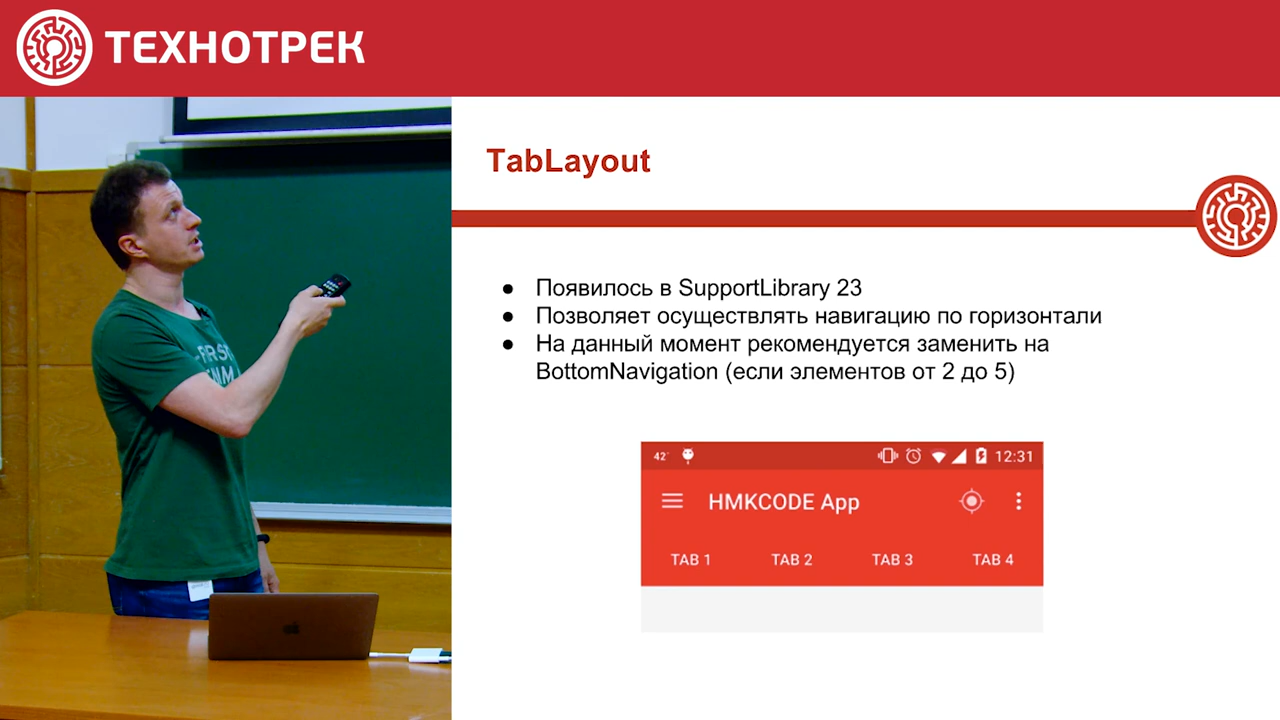 ТЕХНОТРЕК
TabLayout
● Появилось в SupportLibrary 23
● Позволяет осуществлять навигацию по горизонтали
● На данный момент рекомендуется заменить на
BottomNavigation (если элементов от 2 до 5)
42°
12:31
HMKCODE App
TAB 1 TAB 2 TAB 3 TAB 4